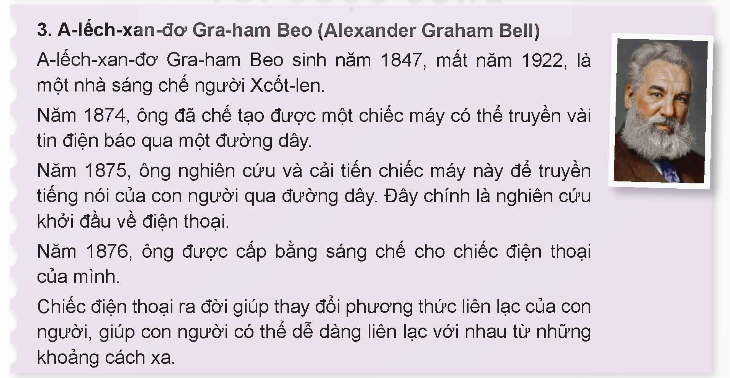 3. A-lếch-xan-đơ Gra-ham Beo (Alexander Graham Bell)
A-lếch-xan-đơ Gra-ham Beo sinh năm 1847, mất năm 1922, là
một nhà sáng chế người Xcốt-len.
Năm 1874, ông đã chế tạo được một chiếc máy có thể truyền vài
tin điện báo qua một đường dây.
Năm 1875, ông nghiên cứu và cải tiến chiếc máy này để truyền
tiếng nói của con người qua đường dây. Đây chính là nghiên cứu
khởi đầu về điện thoại.
Năm 1876, ông được cấp bằng sáng chế cho chiếc điện thoại
của mình.
Chiếc điện thoại ra đời giúp thay đổi phương thức liên lạc của con
người, giúp con người có thể dễ dàng liên lạc với nhau từ những
khoảng cách xa.